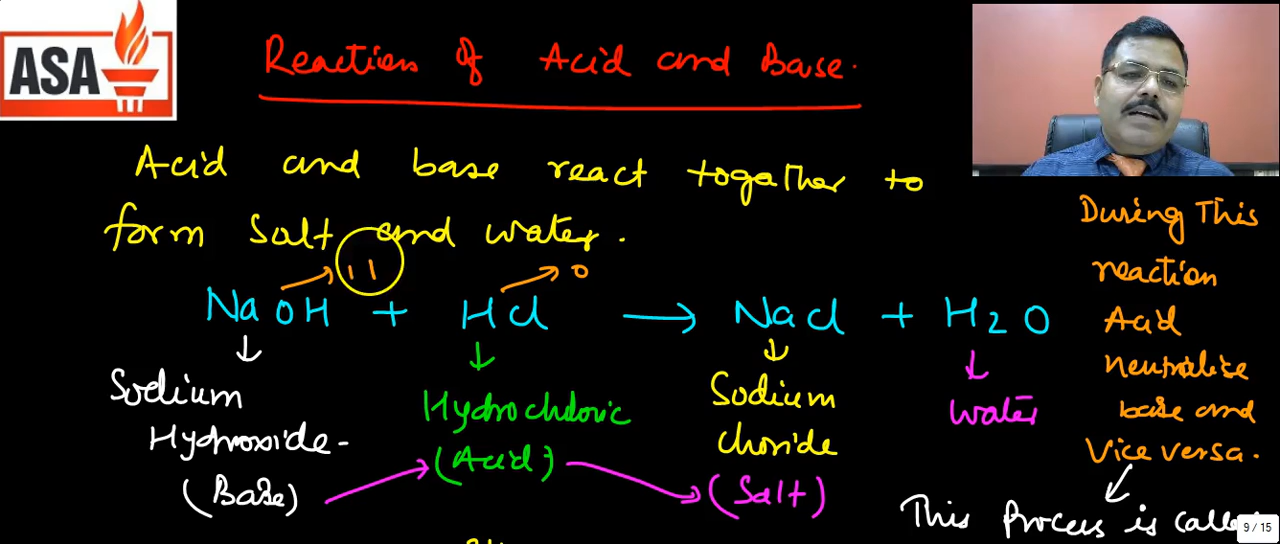 ASA
Reaction of Acid and Base.
Acid and base react together to
form Salt and water.
11
0
NaOH + HCl → NaCl + H2O
Sodium
Hydroxide-
(Base)
Hydrochloric
(Acid)
Sodium
choride
(Salt)
water
During This
reaction
Acid
neutralise
base and
Vice versa.
This Process is called
9 / 15